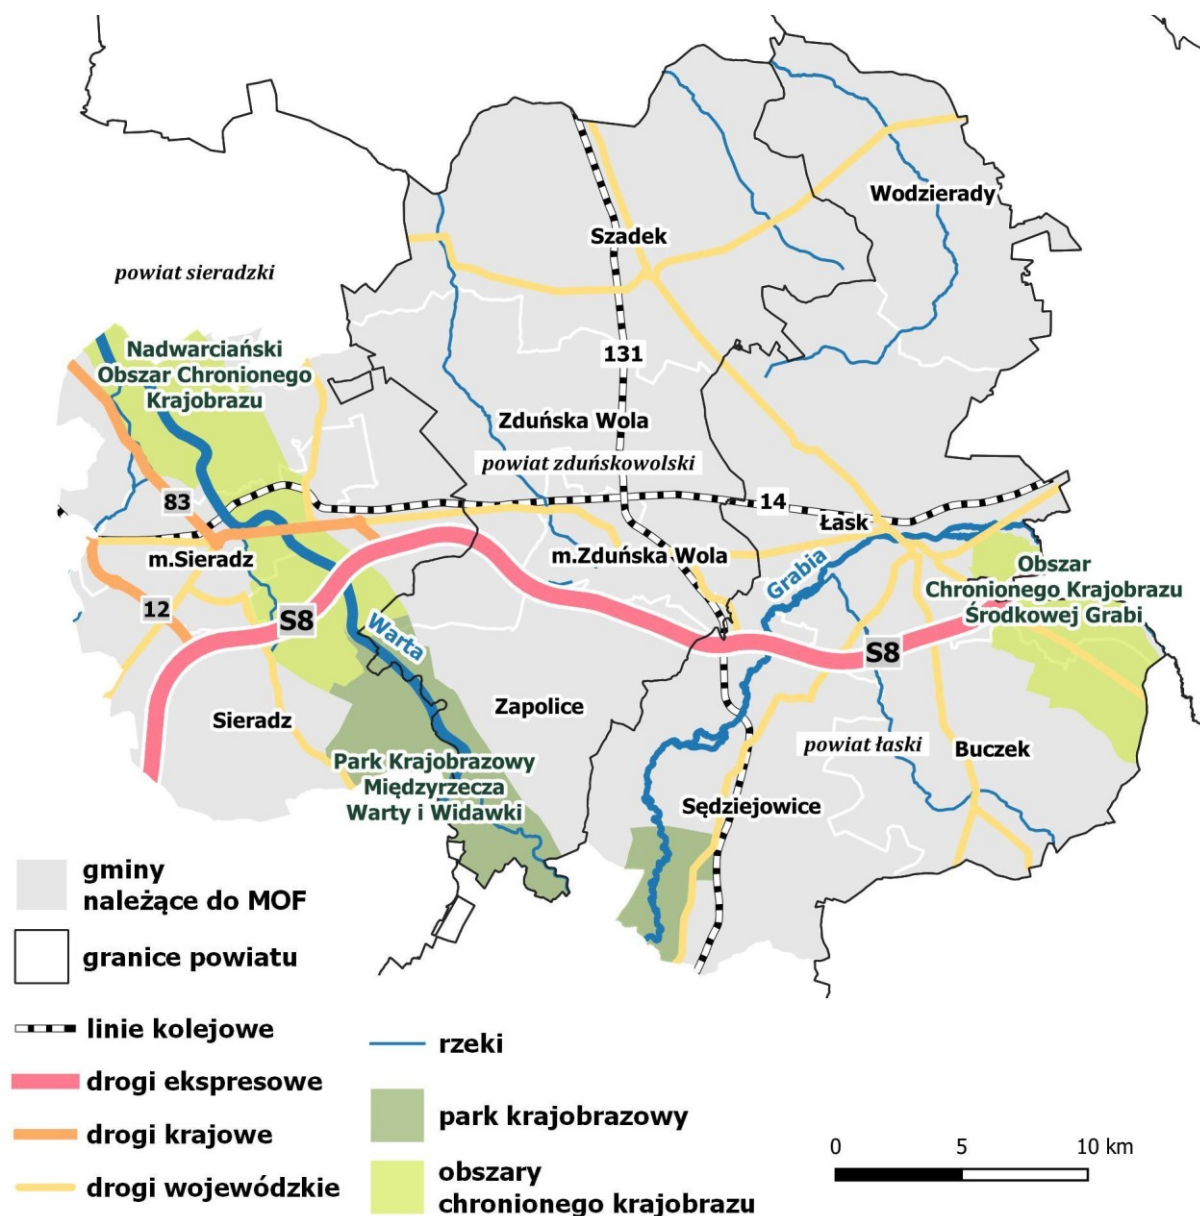 Wodzierady
Szadek
powiat sieradzki
Nadwarciański
Obszar Chronionego
Krajobrazu
131
Zduńska Wola
powiat zduńskowolski
83
14
Łask
m.Sieradz
m.Zduńska Wola
Grabia
Obszar
Chronionego Krajobrazu
Środkowej Grabi
12
S8
Warta
S8
Sieradz
Zapolice
powiat łaski
Buczek
Park Krajobrazowy
Międzyrzecza
Warty i Widawki
Sędziejowice
gminy
należące do MOF
granice powiatu
linie kolejowe
drogi ekspresowe
drogi krajowe
drogi wojewódzkie
rzeki
park krajobrazowy
obszary
chronionego krajobrazu
0 5 10 km